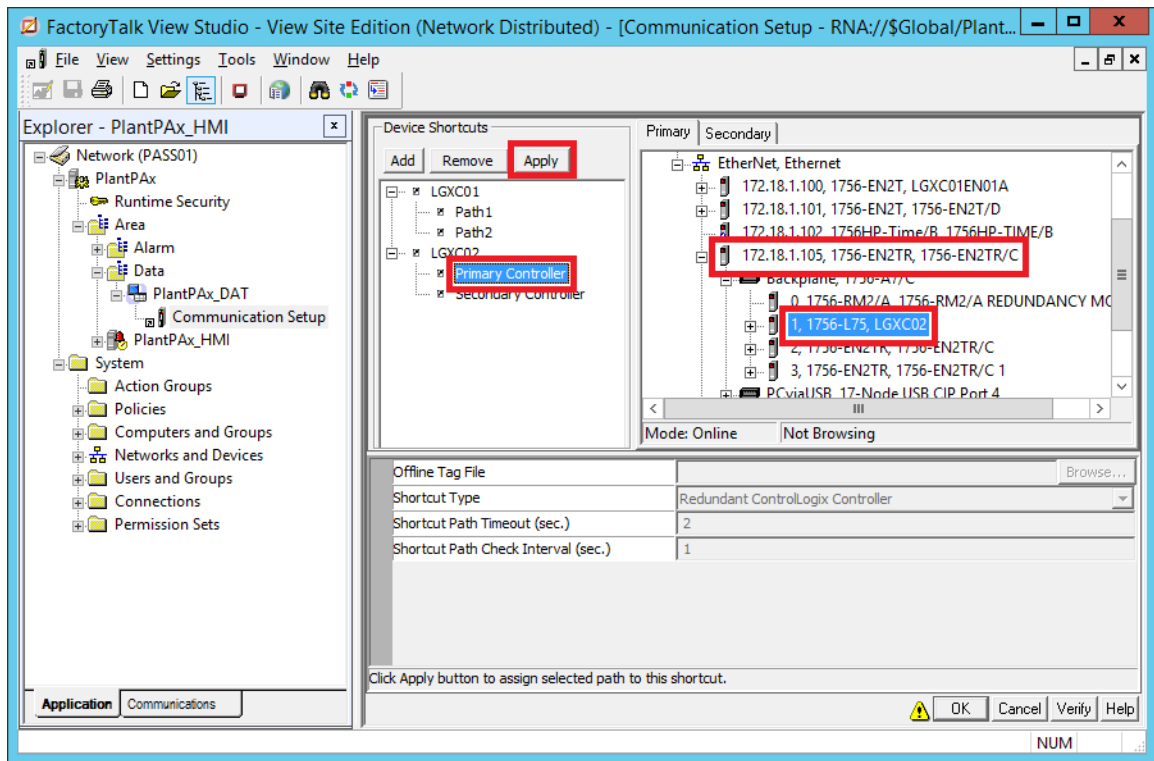 FactoryTalk View Studio - View Site Edition (Network Distributed) - [Communication Setup - RNA://$Global/Plant...
File View Settings Tools Window Help
Explorer - PlantPAx_HMI
Network (PASS01)
PlantPAx
Runtime Security
Area
Alarm
Data
PlantPAx_DAT
Communication Setup
PlantPAx_HMI
System
Action Groups
Policies
Computers and Groups
Networks and Devices
Users and Groups
Connections
Permission Sets
Application Communications
Device Shortcuts
Add Remove Apply
LGXC01
Path1
Path2
LGXC02
Primary Controller
Secondary Controller
Primary Secondary
EtherNet, Ethernet
172.18.1.100, 1756-EN2T, LGXC01EN01A
172.18.1.101, 1756-EN2T, 1756-EN2T/D
172.18.1.102, 1756HP-Time/B, 1756HP-TIME/B
172.18.1.105, 1756-EN2TR, 1756-EN2TR/C
Backplane, 1756-A7/C
0, 1756-RM2/A, 1756-RM2/A REDUNDANCY MO
1, 1756-L75, LGXC02
2, 1756-EN2TR, 1756-EN2TR/C
3, 1756-EN2TR, 1756-EN2TR/C 1
PCviaUSB, 17-Node USB CIP Port 4
Mode: Online Not Browsing
Offline Tag File Browse...
Shortcut Type Redundant ControlLogix Controller
Shortcut Path Timeout (sec.) 2
Shortcut Path Check Interval (sec.) 1
Click Apply button to assign selected path to this shortcut.
OK Cancel Verify Help
NUM